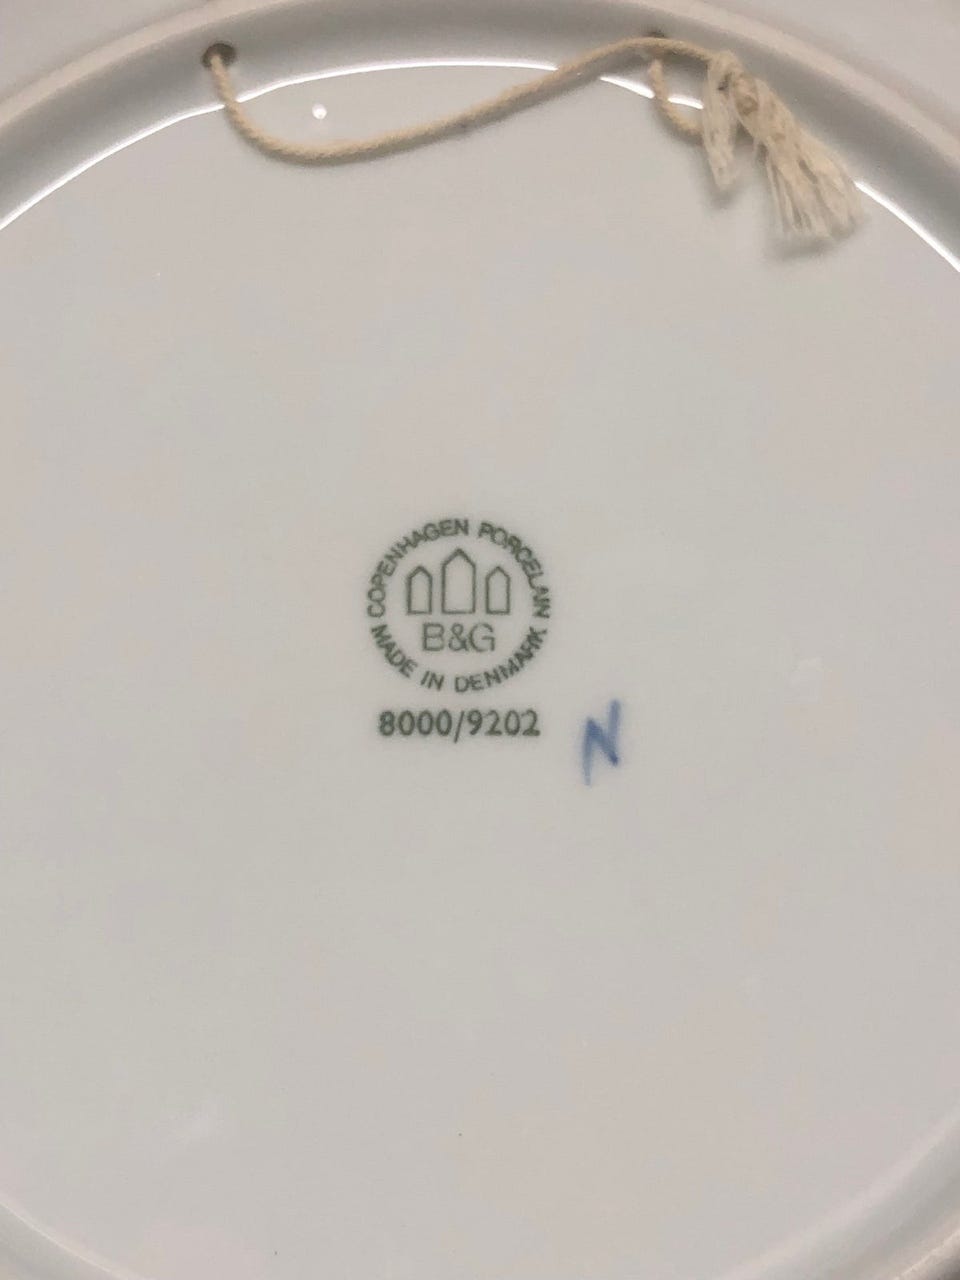 COPENHAGEN PORCELAIN
B&G
MADE IN DENMARK
8000/9202
N